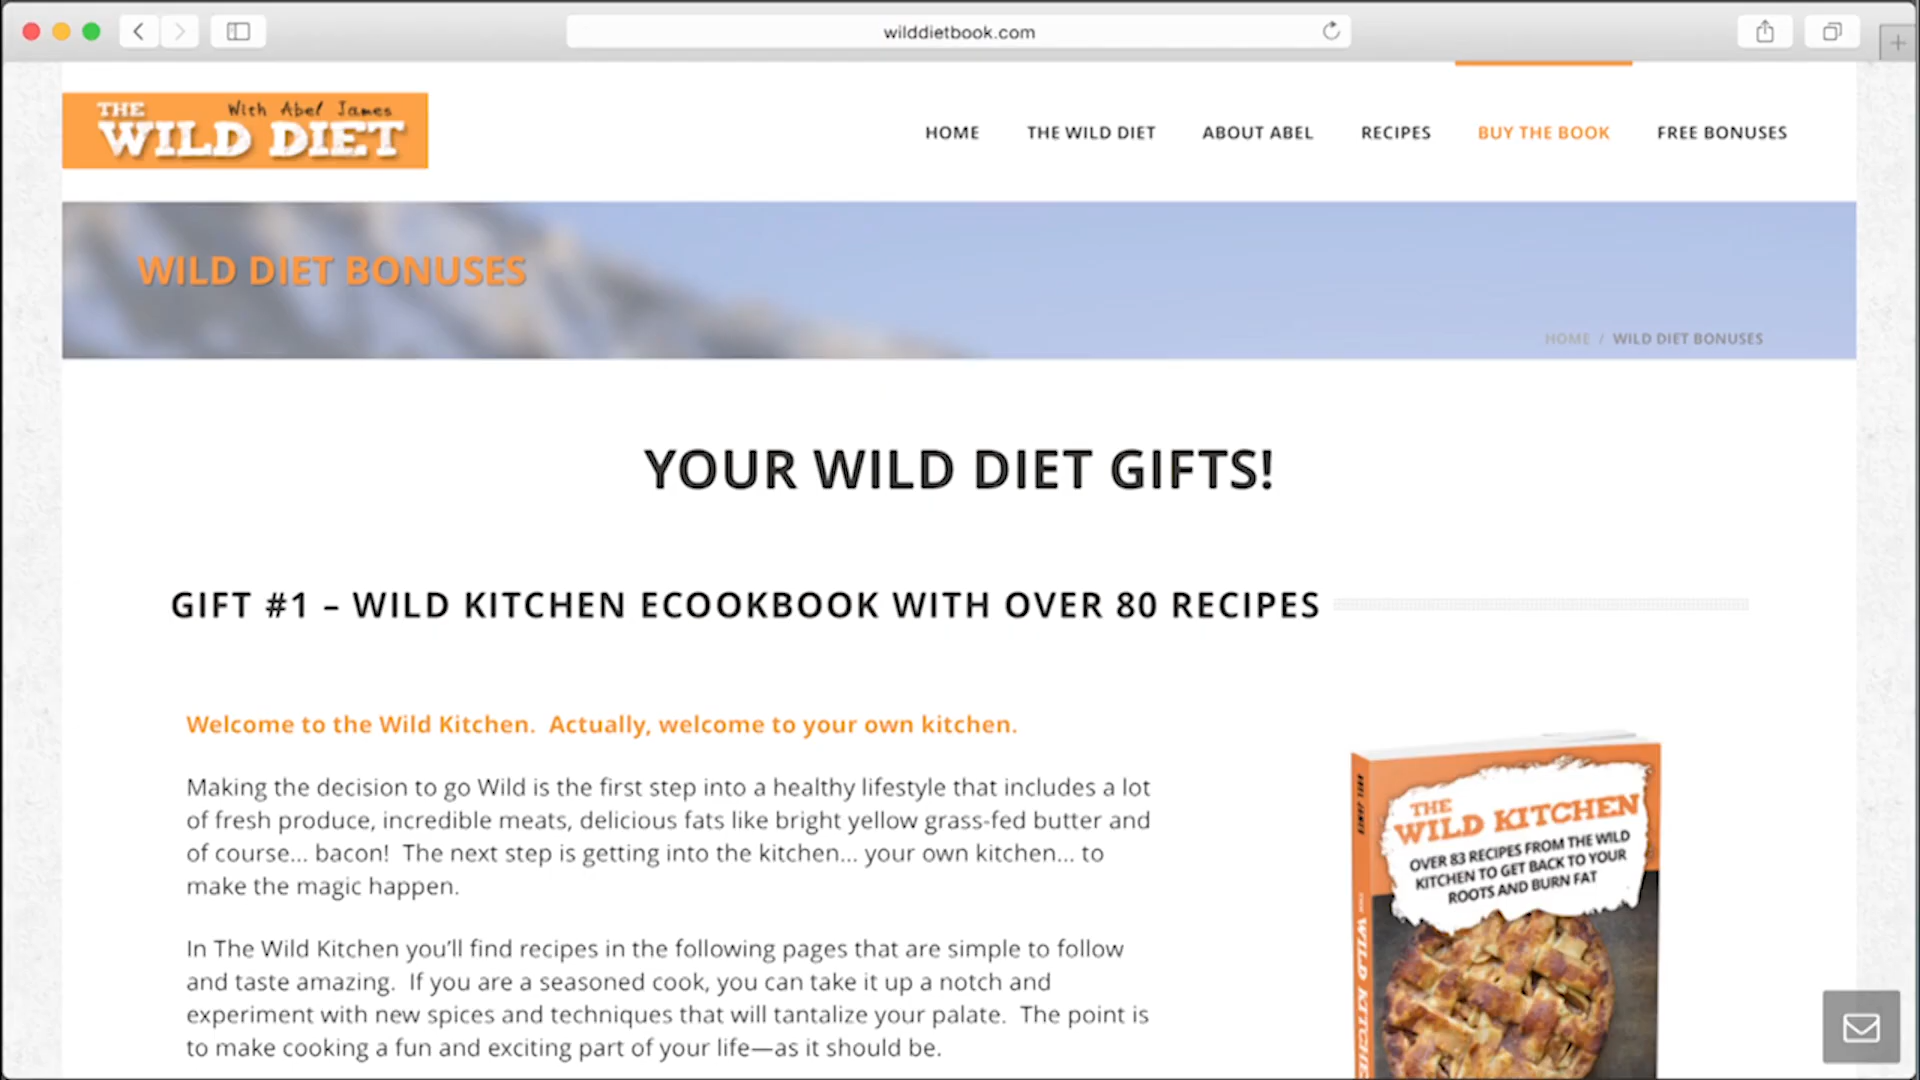 wilddietbook.com
THE With Abel James
WILD DIET
HOME THE WILD DIET ABOUT ABEL RECIPES BUY THE BOOK FREE BONUSES
WILD DIET BONUSES
HOME / WILD DIET BONUSES
YOUR WILD DIET GIFTS!
GIFT #1 – WILD KITCHEN ECOOKBOOK WITH OVER 80 RECIPES
Welcome to the Wild Kitchen.  Actually, welcome to your own kitchen.
Making the decision to go Wild is the first step into a healthy lifestyle that includes a lot
of fresh produce, incredible meats, delicious fats like bright yellow grass-fed butter and
of course... bacon!  The next step is getting into the kitchen... your own kitchen... to
make the magic happen.
In The Wild Kitchen you’ll find recipes in the following pages that are simple to follow
and taste amazing.  If you are a seasoned cook, you can take it up a notch and
experiment with new spices and techniques that will tantalize your palate.  The point is
to make cooking a fun and exciting part of your life—as it should be.
THE
WILD KITCHEN
OVER 83 RECIPES FROM THE WILD
KITCHEN TO GET BACK TO YOUR
ROOTS AND BURN FAT
ABEL JAMES
THE WILD KITCHE